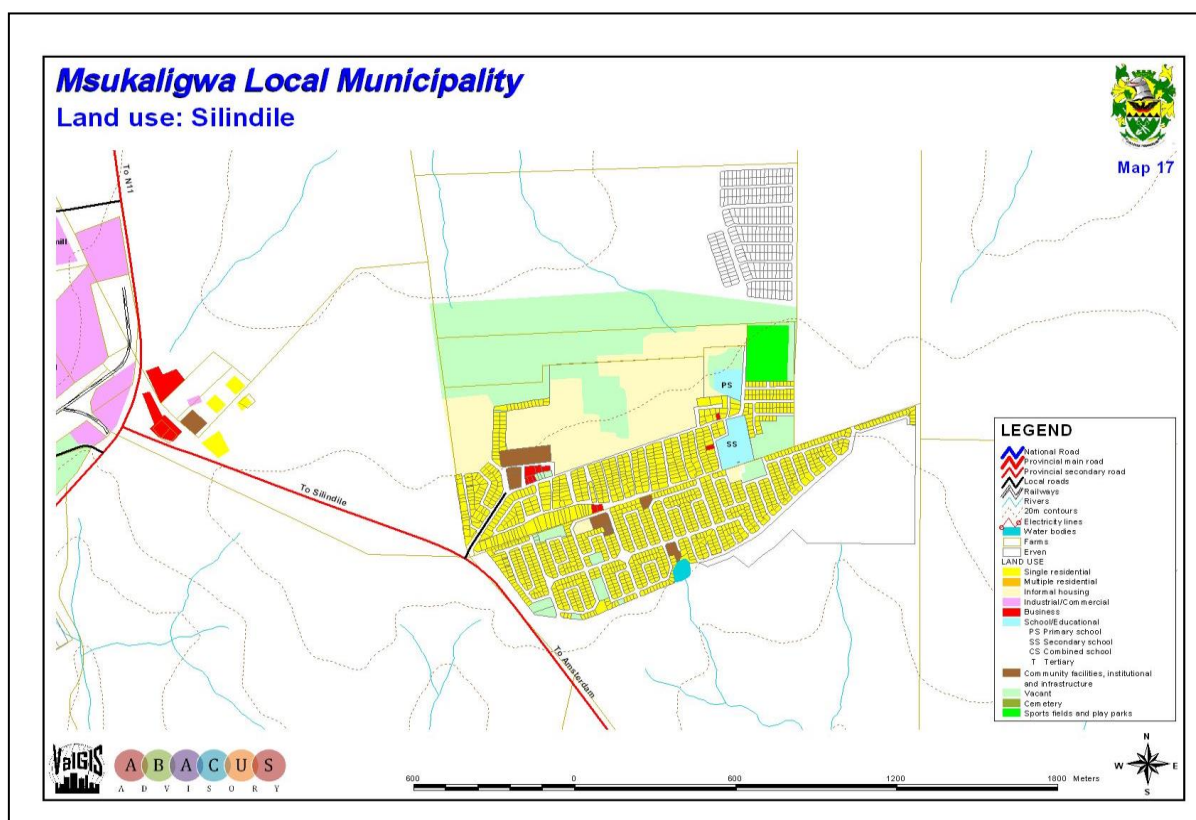 Msukaligwa Local Municipality
Land use: Silindile
Map 17
To N11
mill
To Silindile
To Amsterdam
PS
SS
LEGEND
National Road
Provincial main road
Provincial secondary road
Local roads
Railways
Rivers
20m contours
Electricity lines
Water bodies
Farms
Erven
LAND USE
Single residential
Multiple residential
Informal housing
Industrial/Commercial
Business
School/Educational
PS Primary school
SS Secondary school
CS Combined school
T Tertiary
Community facilities, institutional
and infrastructure
Vacant
Cemetery
Sports fields and play parks
ValGIS
ABACUS
ADVISORY
600 0 600 1200 1800 Meters
N
W E
S